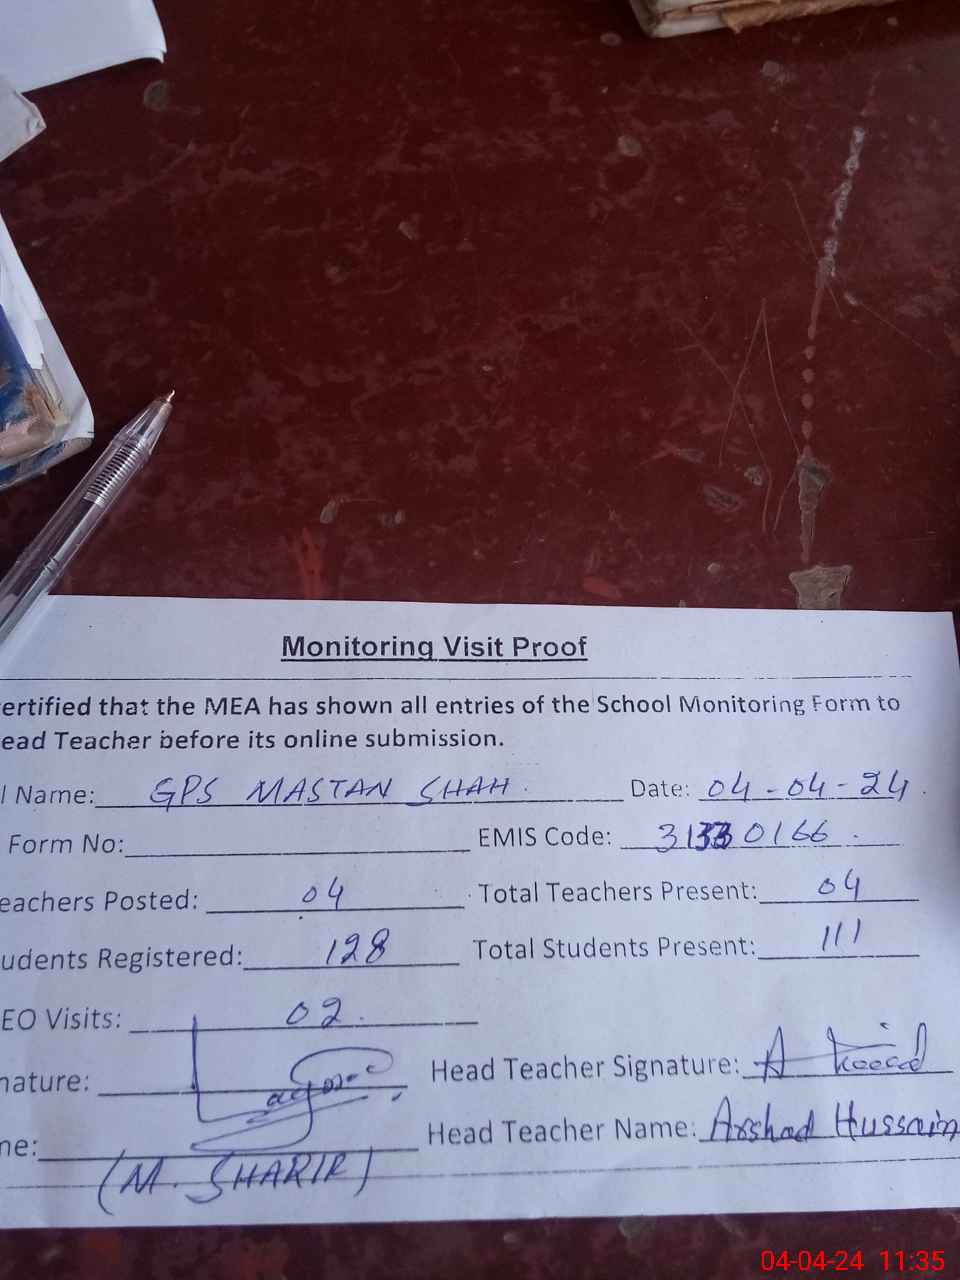 Monitoring Visit Proof
ertified that the MEA has shown all entries of the School Monitoring Form to
ead Teacher before its online submission.
l Name: GPS MASTAN SHAH. Date: 04-04-24.
Form No: EMIS Code: 31330166.
eachers Posted: 04 Total Teachers Present: 04
udents Registered: 128 Total Students Present: 111
EO Visits: 02.
nature: Head Teacher Signature:
ne: Head Teacher Name: Arshad Hussain
(M. SHARIF)
04-04-24 11:35